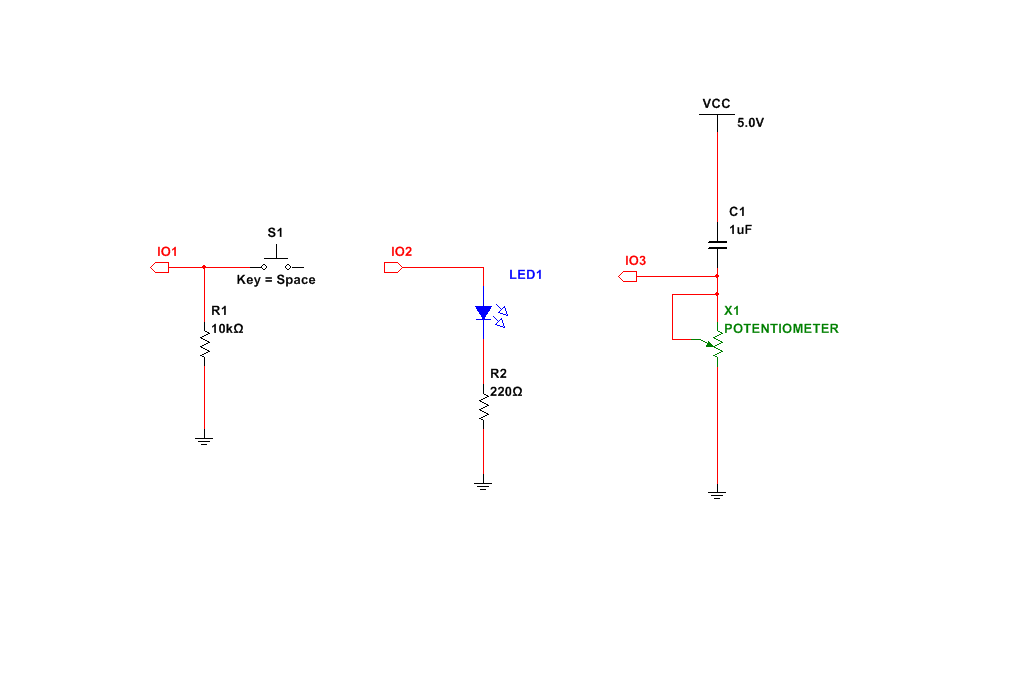 VCC
5.0V
C1
1uF
S1
IO1
Key = Space
IO2
LED1
IO3
R1
10kΩ
X1
POTENTIOMETER
R2
220Ω